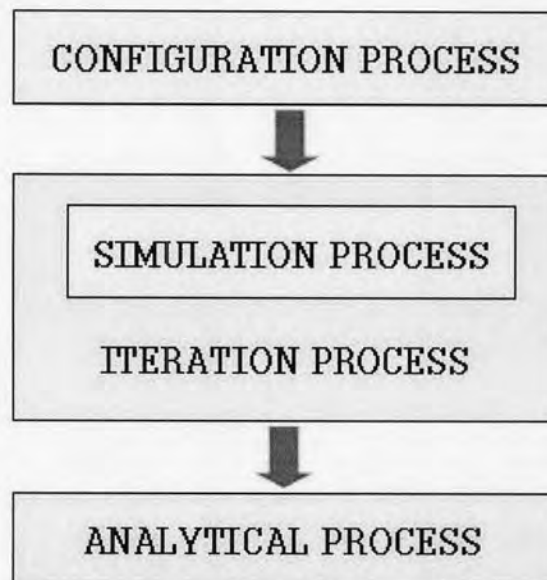 CONFIGURATION PROCESS
SIMULATION PROCESS
ITERATION PROCESS
ANALYTICAL PROCESS